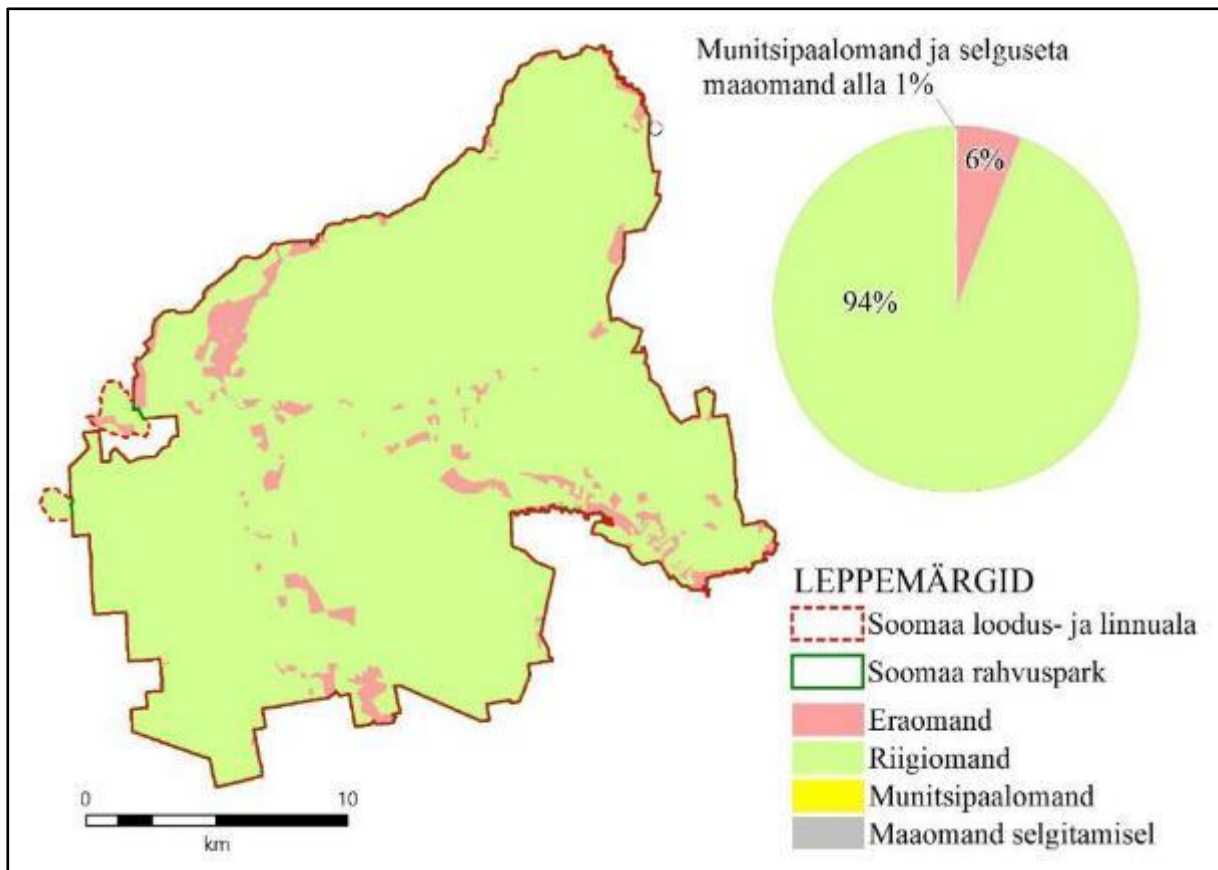 Munitsipaalomand ja selguseta
maaomand alla 1%
6%
94%
LEPPEMÄRGID
Soomaa loodus- ja linnuala
Soomaa rahvuspark
Eraomand
Riigiomand
Munitsipaalomand
Maaomand selgitamisel
0 10
km